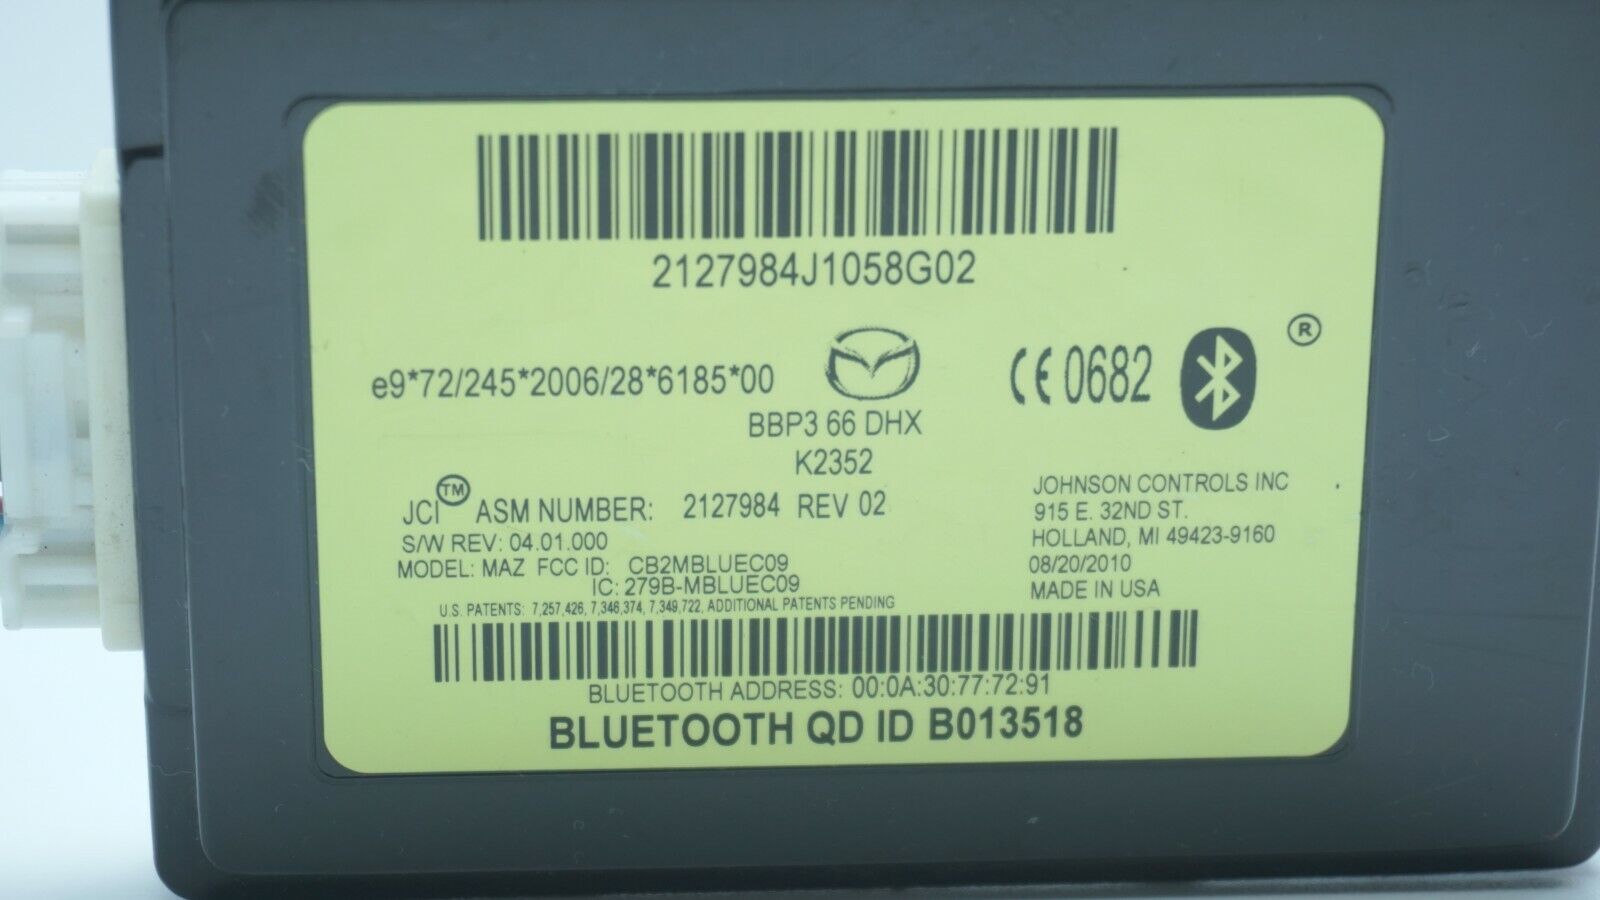 2127984J1058G02
®
e9*72/245*2006/28*6185*00
CE 0682
BBP3 66 DHX
K2352
JCI™ ASM NUMBER: 2127984 REV 02
S/W REV: 04.01.000
MODEL: MAZ FCC ID: CB2MBLUEC09
IC: 279B-MBLUEC09
U.S. PATENTS: 7,257,426, 7,346,374, 7,349,722, ADDITIONAL PATENTS PENDING
JOHNSON CONTROLS INC
915 E. 32ND ST.
HOLLAND, MI 49423-9160
08/20/2010
MADE IN USA
BLUETOOTH ADDRESS: 00:0A:30:77:72:91
BLUETOOTH QD ID B013518